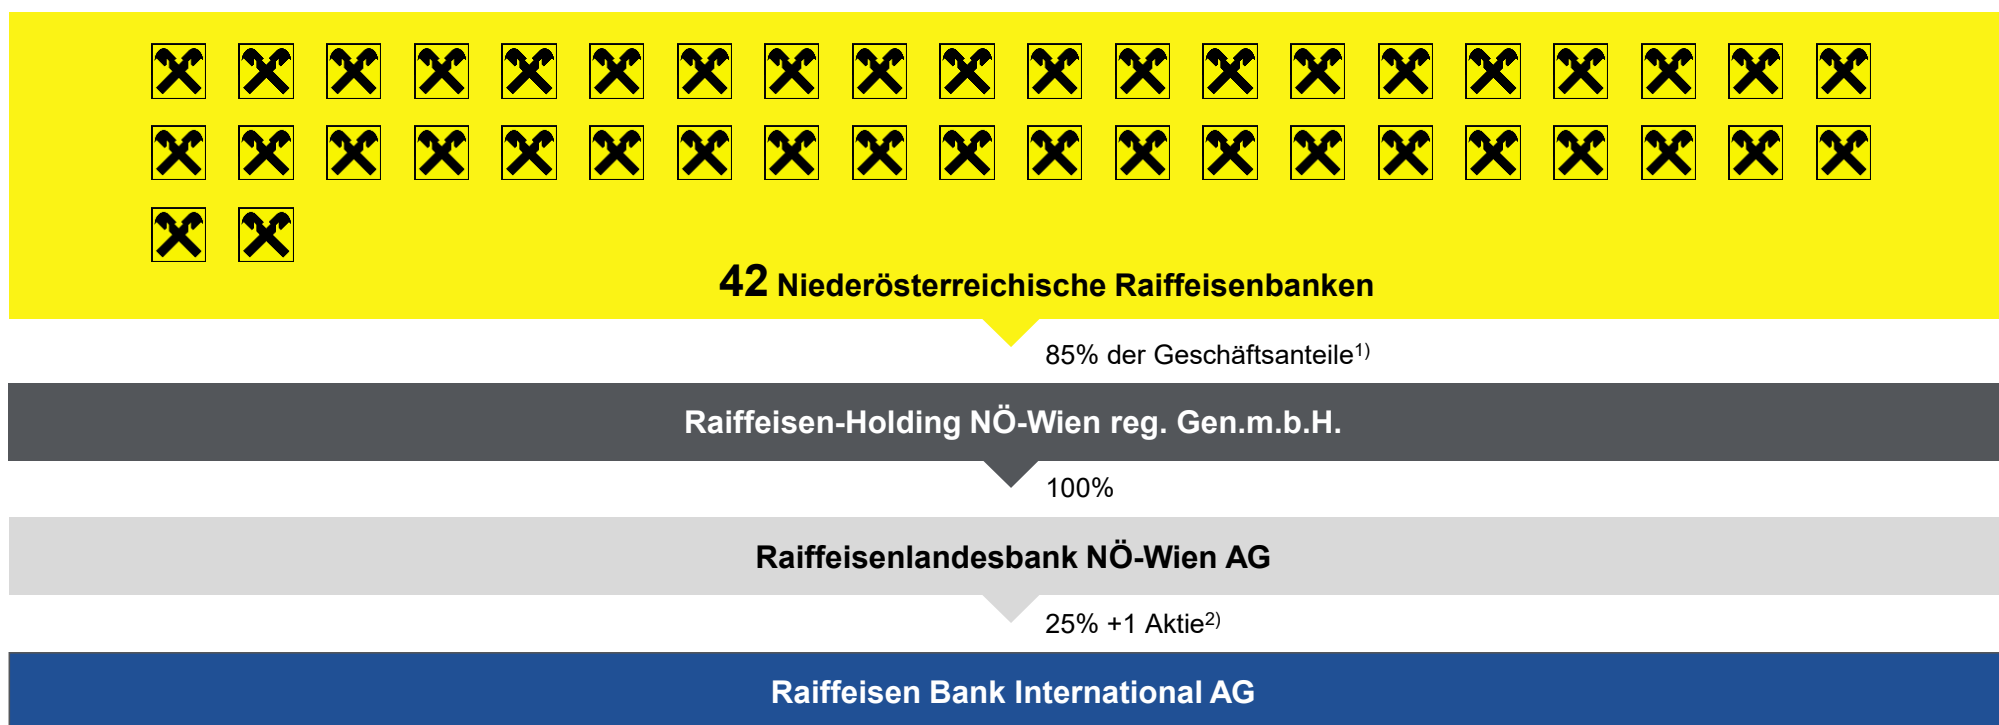 42 Niederösterreichische Raiffeisenbanken
85% der Geschäftsanteile1)
Raiffeisen-Holding NÖ-Wien reg. Gen.m.b.H.
100%
Raiffeisenlandesbank NÖ-Wien AG
25% +1 Aktie2)
Raiffeisen Bank International AG